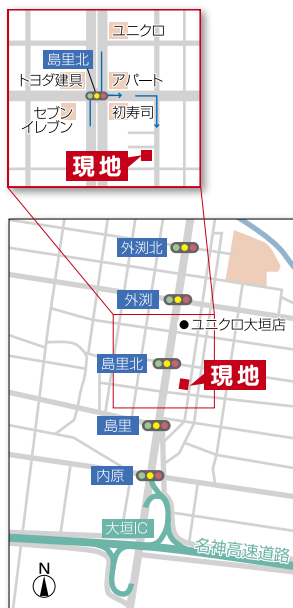 ユニクロ
島里北
トヨタ建具
アパート
セブン
イレブン
初寿司
現地
外渕北
外渕
ユニクロ大垣店
島里北
現地
島里
内原
大垣IC
名神高速道路
N